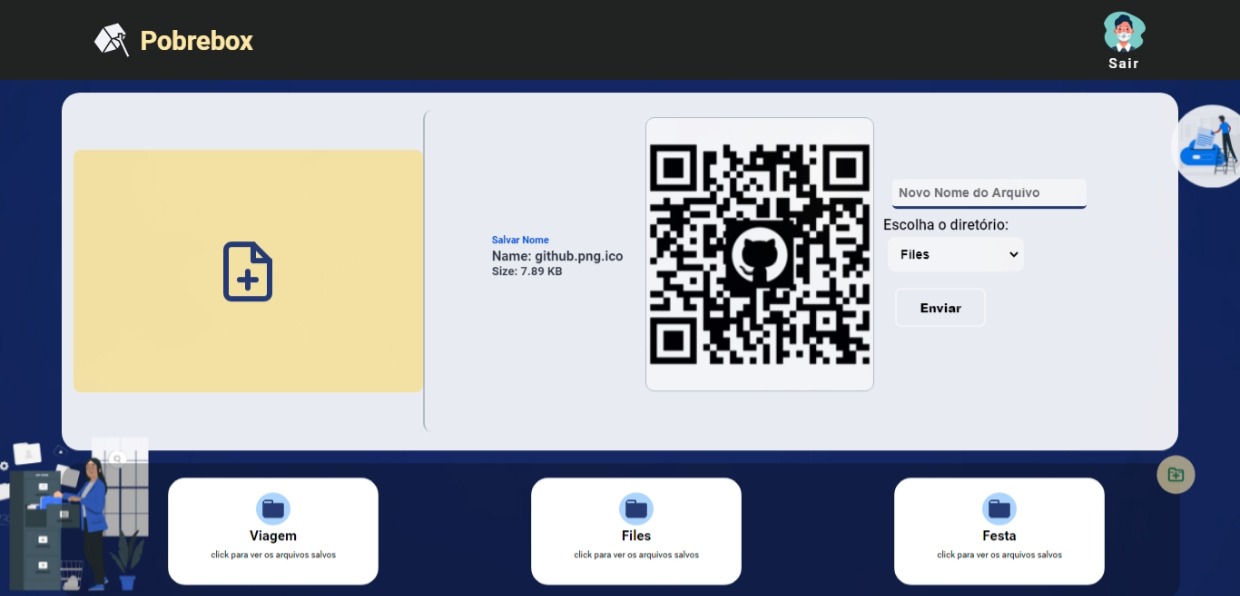 Pobrebox
Sair
Novo Nome do Arquivo
Escolha o diretório:
Salvar Nome
Name: github.png.ico
Size: 7.89 KB
Files
Enviar
Viagem
click para ver os arquivos salvos
Files
click para ver os arquivos salvos
Festa
click para ver os arquivos salvos